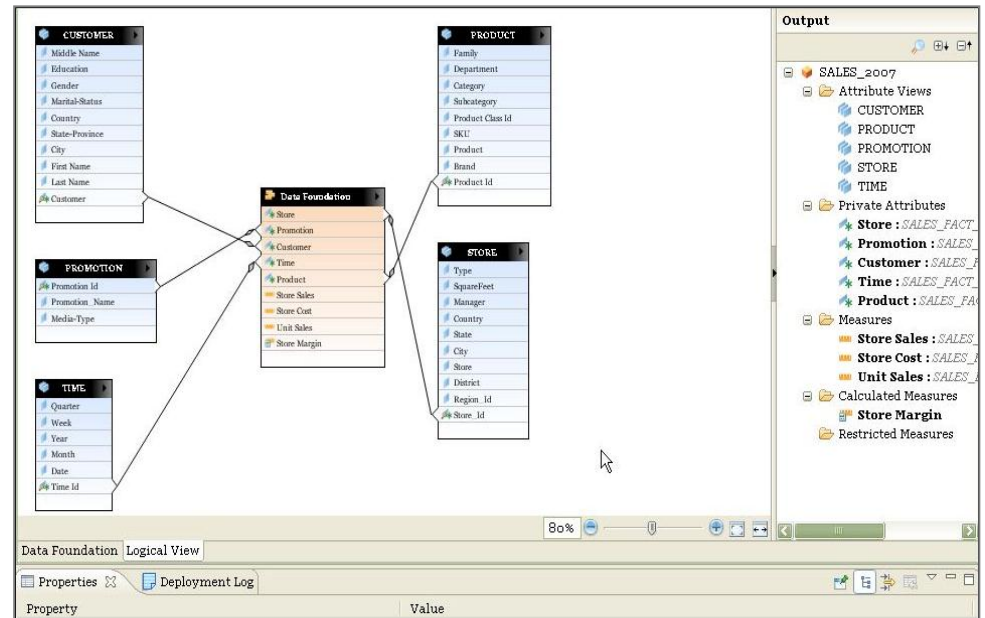 CUSTOMER
Middle Name
Education
Gender
Marital-Status
Country
State-Province
City
First Name
Last Name
Customer
PROMOTION
Promotion Id
Promotion_Name
Media-Type
TIME
Quarter
Week
Year
Month
Date
Time Id
Data Foundation
Store
Promotion
Customer
Time
Product
Store Sales
Store Cost
Unit Sales
Store Margin
PRODUCT
Family
Department
Category
Subcategory
Product Class Id
SKU
Product
Brand
Product Id
STORE
Type
SquareFeet
Manager
Country
State
City
Store
District
Region_Id
Store_Id
80%
Data Foundation Logical View
Output
SALES_2007
Attribute Views
CUSTOMER
PRODUCT
PROMOTION
STORE
TIME
Private Attributes
Store : SALES_FACT_
Promotion : SALES_
Customer : SALES_F
Time : SALES_FACT_
Product : SALES_FA
Measures
Store Sales : SALES_
Store Cost : SALES_F
Unit Sales : SALES_F
Calculated Measures
Store Margin
Restricted Measures
Properties Deployment Log
Property Value